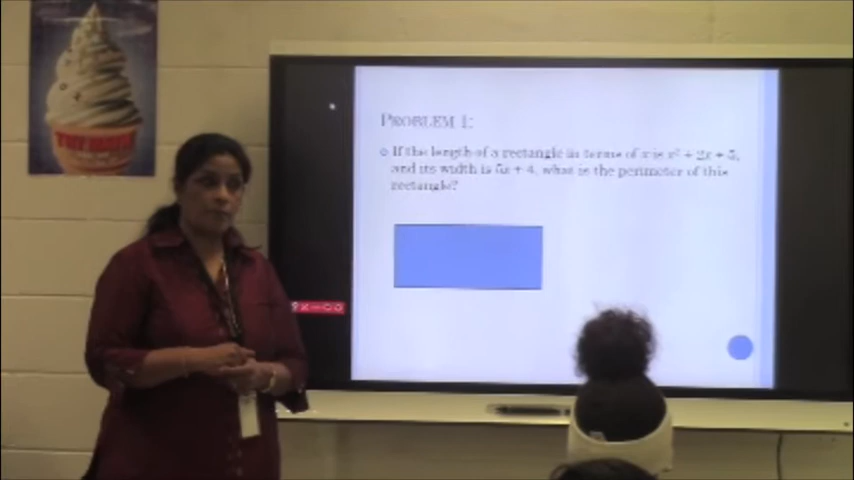 PROBLEM 1:
If the length of a rectangle in terms of x is x² + 2x + 5,
and its width is 5x + 4, what is the perimeter of this
rectangle?